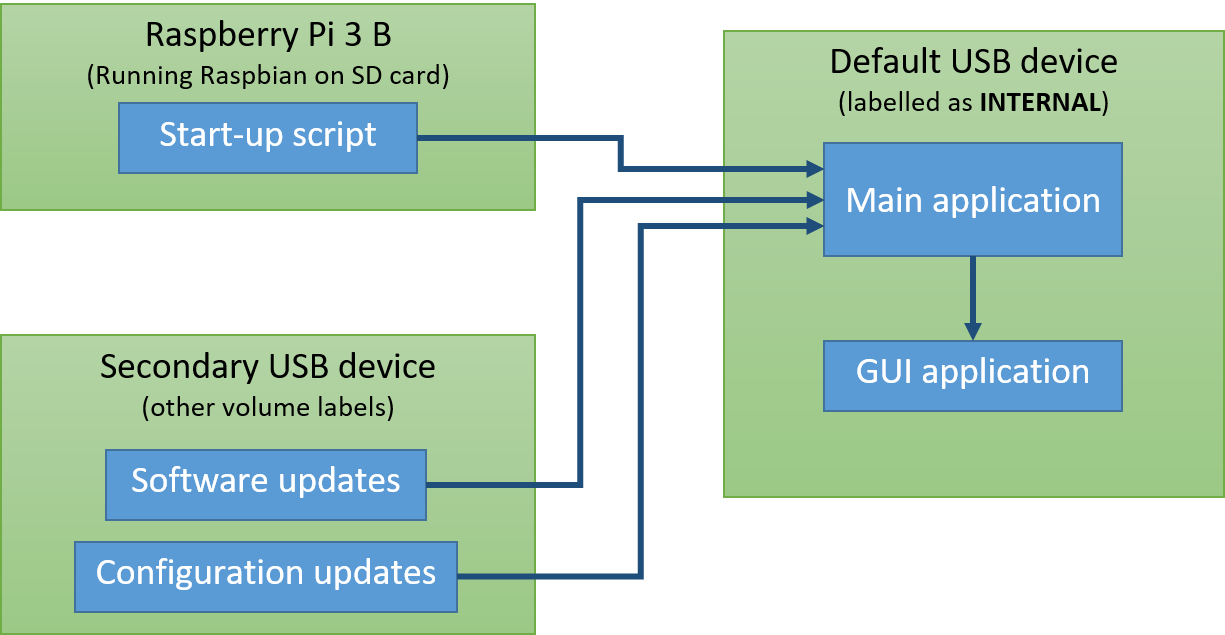 Raspberry Pi 3 B
(Running Raspbian on SD card)
Start-up script
Secondary USB device
(other volume labels)
Software updates
Configuration updates
Default USB device
(labelled as INTERNAL)
Main application
GUI application